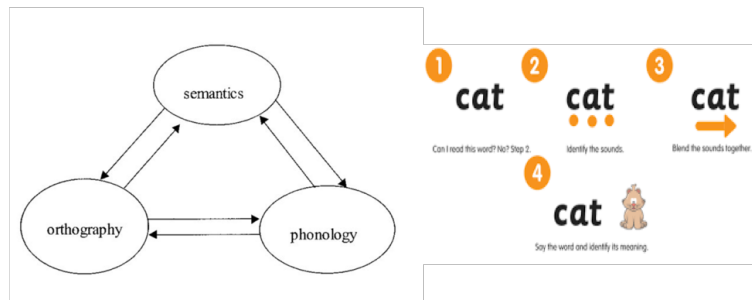 semantics
orthography
phonology
1
cat
Can I read this word? No? Step 2.
2
cat
Identify the sounds.
3
cat
Blend the sounds together.
4
cat
Say the word and identify its meaning.